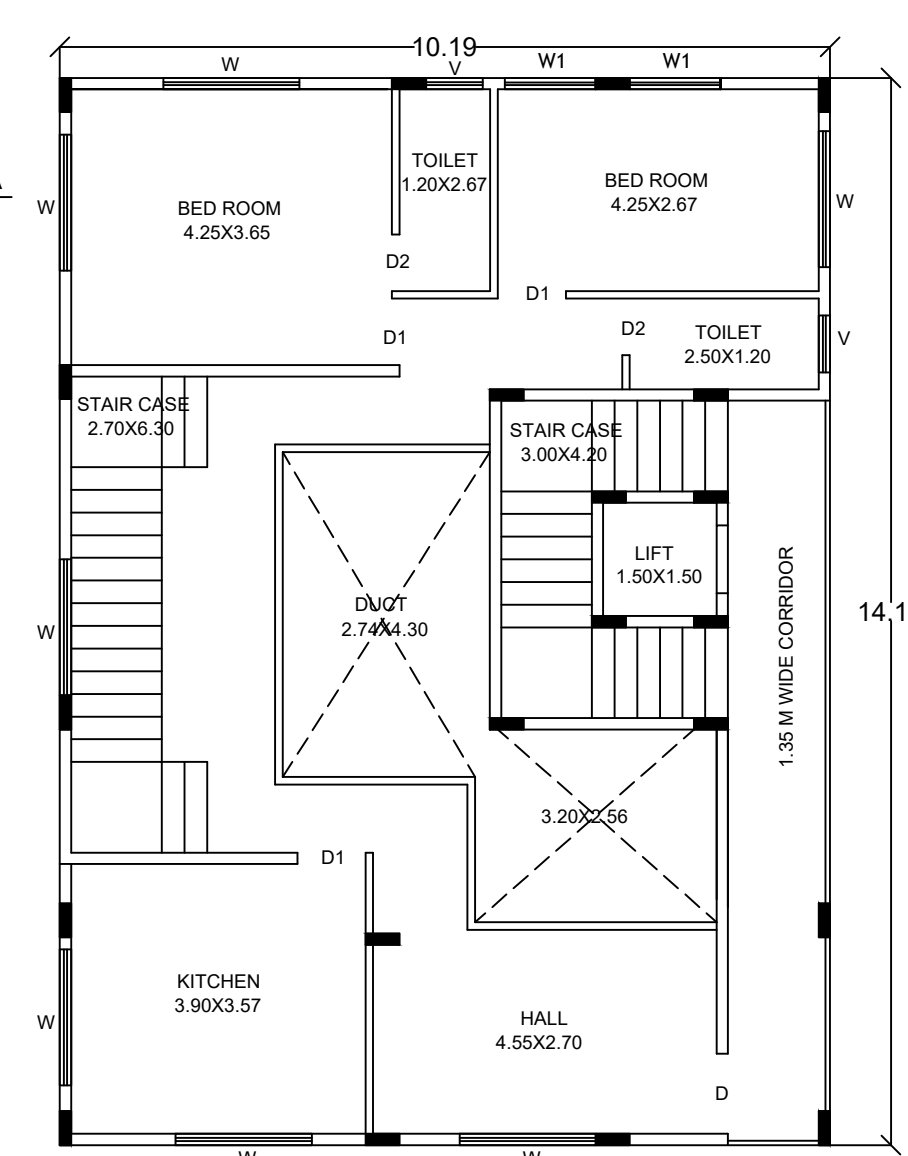 10.19
W
V
W1
W1
TOILET
1.20X2.67
BED ROOM
4.25X2.67
BED ROOM
4.25X3.65
W
W
D2
D1
D1
D2
TOILET
2.50X1.20
V
STAIR CASE
2.70X6.30
STAIR CASE
3.00X4.20
LIFT
1.50X1.50
DUCT
2.74X4.30
14.1
W
1.35 M WIDE CORRIDOR
3.20X2.56
D1
KITCHEN
3.90X3.57
HALL
4.55X2.70
W
D
W
W